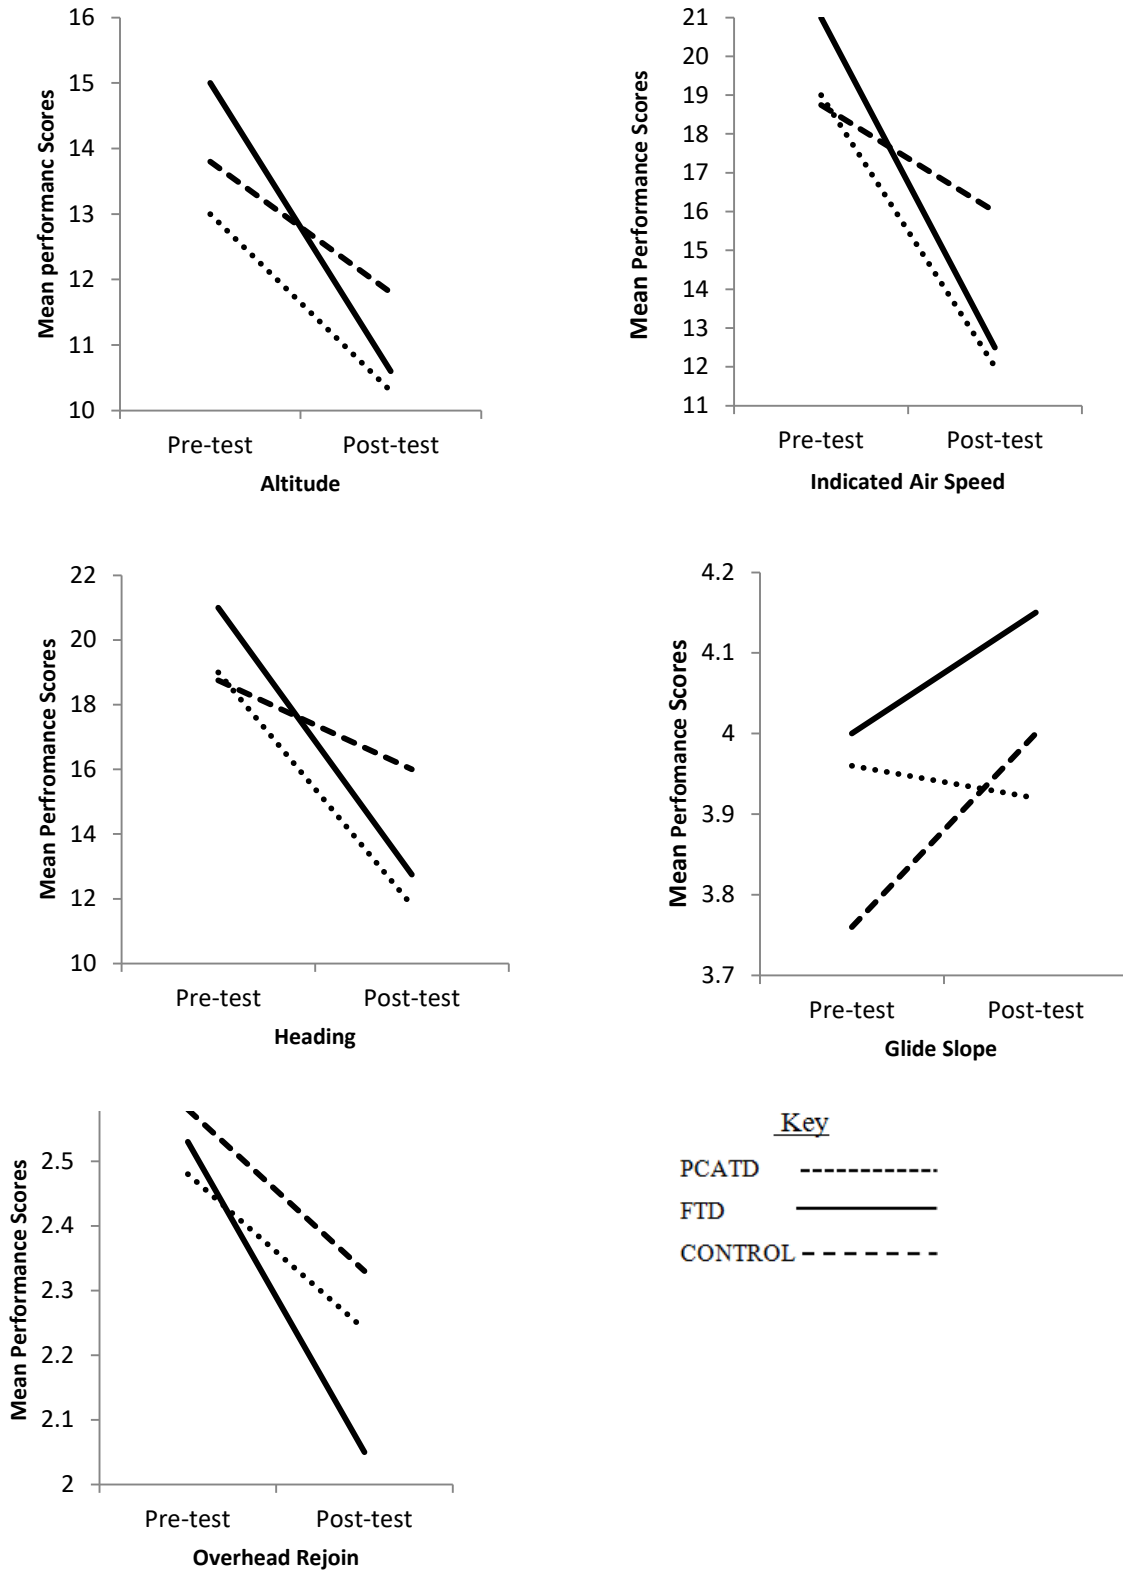 16
15
14
13
12
11
10
Mean performanc Scores
Pre-test
Post-test
Altitude
21
20
19
18
17
16
15
14
13
12
11
Mean Performance Scores
Pre-test
Post-test
Indicated Air Speed
22
20
18
16
14
12
10
Mean Perfromance Scores
Pre-test
Post-test
Heading
4.2
4.1
4
3.9
3.8
3.7
Mean Perfomance Scores
Pre-test
Post-test
Glide Slope
2.5
2.4
2.3
2.2
2.1
2
Mean Performance Scores
Pre-test
Post-test
Overhead Rejoin
Key
PCATD
FTD
CONTROL